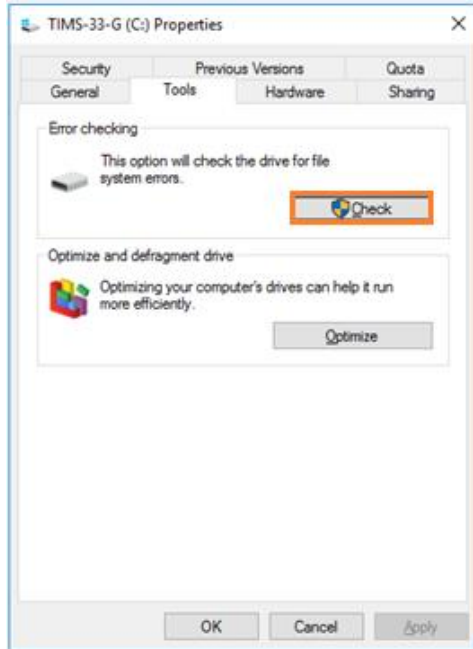 TIMS-33-G (C:) Properties
Security Previous Versions Quota
General Tools Hardware Sharing
Error checking
This option will check the drive for file
system errors.
Check
Optimize and defragment drive
Optimizing your computer's drives can help it run
more efficiently.
Optimize
OK Cancel Apply